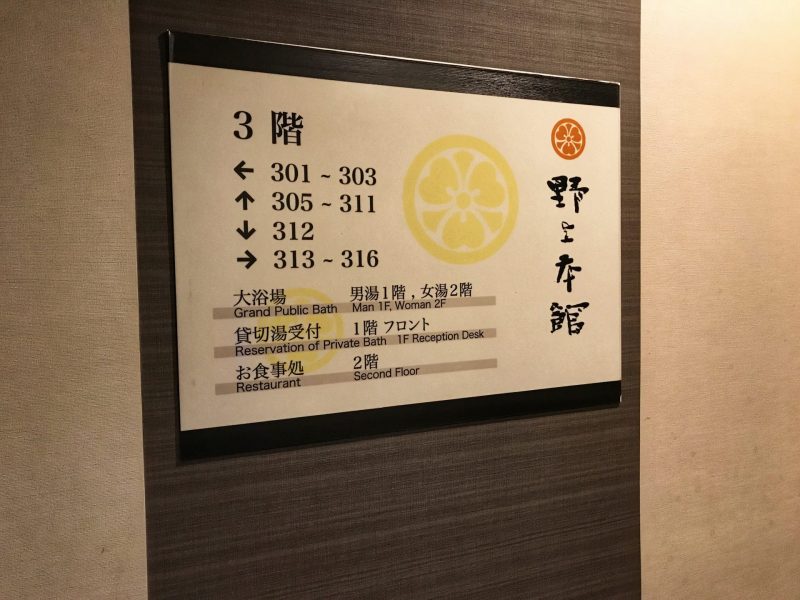 3 階
← 301 ~ 303
↑ 305 ~ 311
↓ 312
→ 313 ~ 316
大浴場 男湯1階 , 女湯2階
Grand Public Bath Man 1F, Woman 2F
貸切湯受付 1階 フロント
Reservation of Private Bath 1F Reception Desk
お食事処 2階
Restaurant Second Floor
野上本館